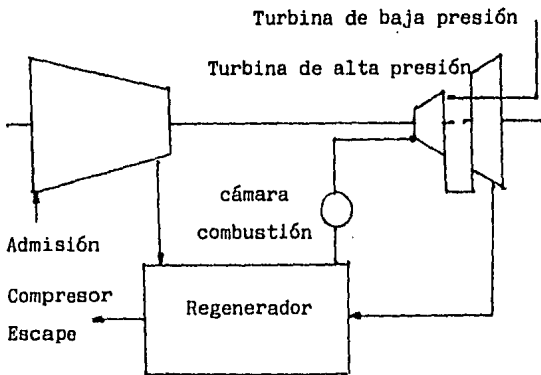 Turbina de baja presión
Turbina de alta presión
cámara
combustión
Admisión
Compresor
Escape
Regenerador